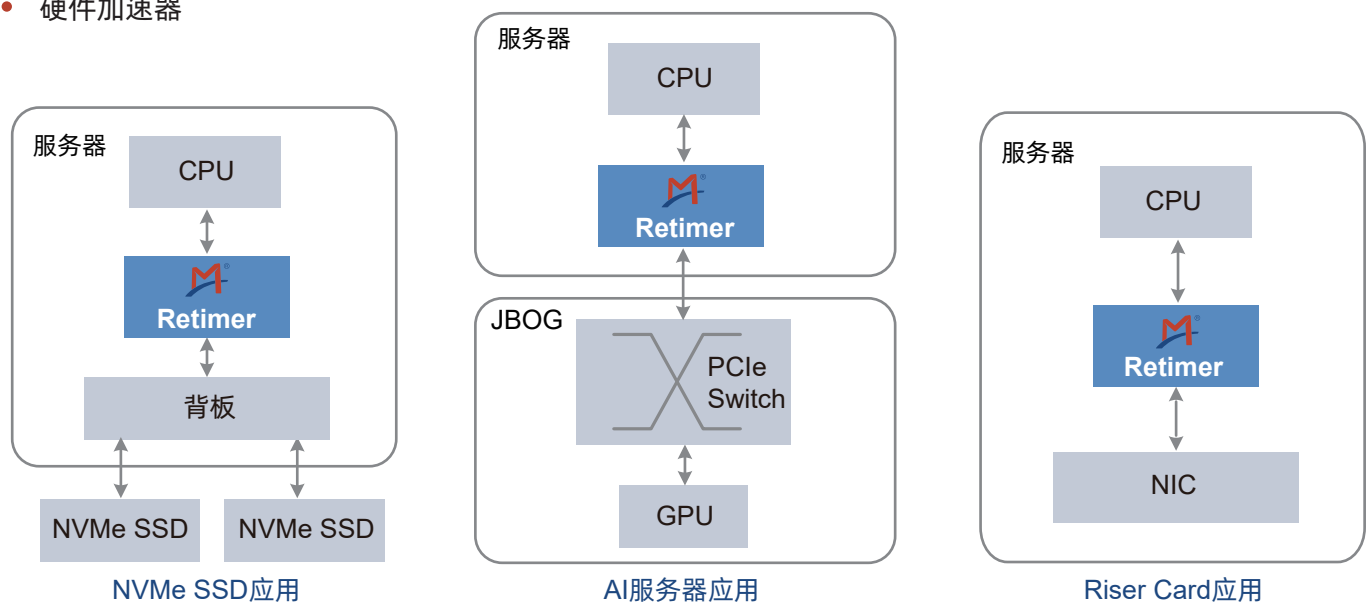 • 硬件加速器
服务器
CPU
M®
Retimer
背板
NVMe SSD
NVMe SSD
NVMe SSD应用
服务器
CPU
M®
Retimer
JBOG
PCIe
Switch
GPU
AI服务器应用
服务器
CPU
M®
Retimer
NIC
Riser Card应用